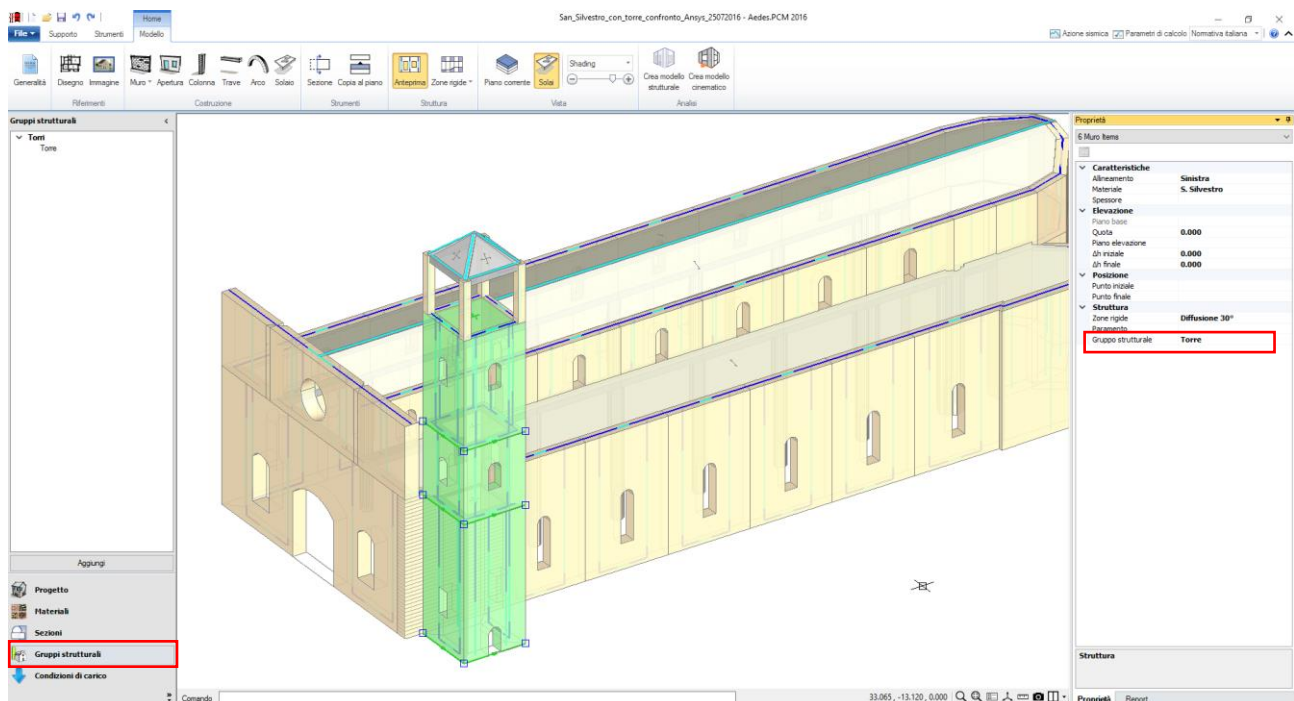 San_Silvestro_con_torre_confronto_Ansys_25072016 - Aedes.PCM 2016
Home
File Supporto Strumenti Modello
Azione sismica Parametri di calcolo Normativa italiana
Generalità Disegno Immagine Muro Apertura Colonna Trave Arco Solaio Sezione Copia al piano Anteprima Zone rigide Piano corrente Solai Shading Crea modello strutturale Crea modello cinematico
Riferimenti Costruzione Strumenti Struttura Vista Analisi
Gruppi strutturali
Torri
Torre
Aggiungi
Progetto
Materiali
Sezioni
Gruppi strutturali
Condizioni di carico
Comando
33.065 , -13.120 , 0.000
Proprietà
6 Muro Items
Caratteristiche
Allineamento Sinistra
Materiale S. Silvestro
Spessore
Elevazione
Piano base
Quota 0.000
Piano elevazione
Δh iniziale 0.000
Δh finale 0.000
Posizione
Punto iniziale
Punto finale
Struttura
Zone rigide Diffusione 30°
Paramento
Gruppo strutturale Torre
Struttura
Proprietà Report